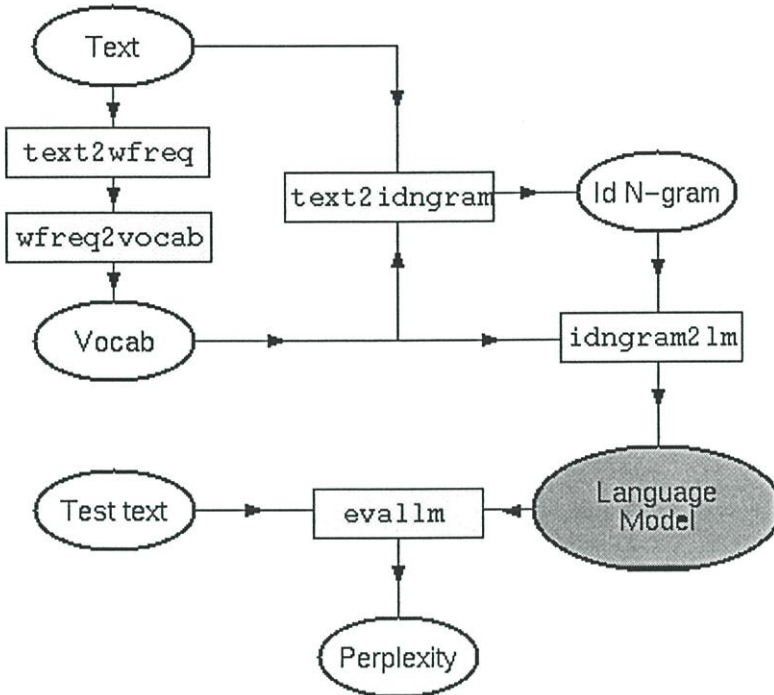 Text
text2wfreq
text2idngram
Id N-gram
wfreq2vocab
Vocab
idngram2lm
Test text
evallm
Language
Model
Perplexity